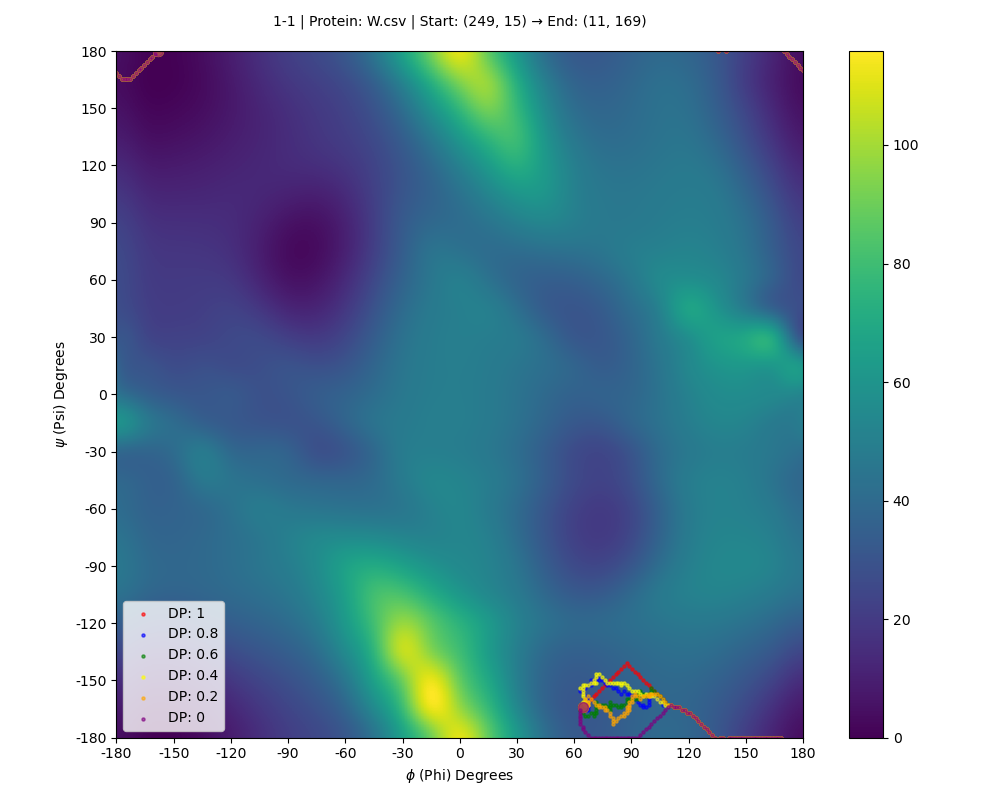 1-1 | Protein: W.csv | Start: (249, 15) → End: (11, 169)
180
150
120
90
60
30
0
-30
-60
-90
-120
-150
-180
ψ (Psi) Degrees
DP: 1
DP: 0.8
DP: 0.6
DP: 0.4
DP: 0.2
DP: 0
-180 -150 -120 -90 -60 -30 0 30 60 90 120 150 180
ϕ (Phi) Degrees
100
80
60
40
20
0